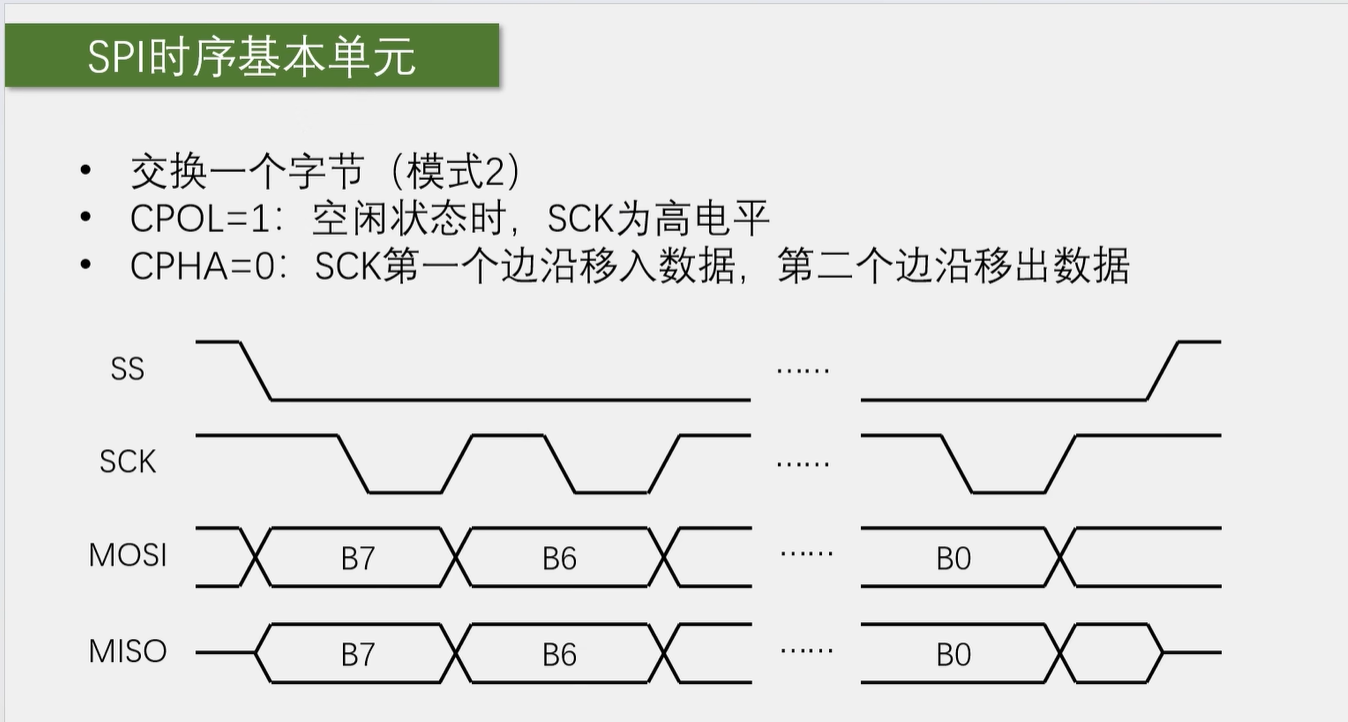 SPI时序基本单元
• 交换一个字节（模式2）
• CPOL=1：空闲状态时，SCK为高电平
• CPHA=0：SCK第一个边沿移入数据，第二个边沿移出数据
SS ……
SCK ……
MOSI B7 B6 …… B0
MISO B7 B6 …… B0